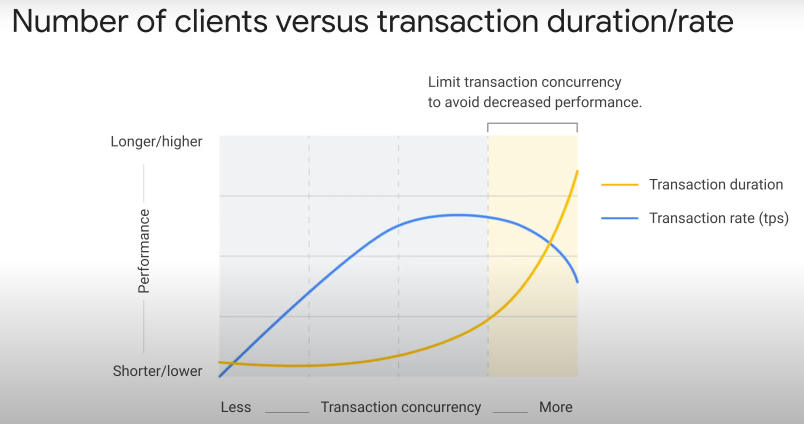 Number of clients versus transaction duration/rate
Limit transaction concurrency
to avoid decreased performance.
Longer/higher
Performance
Shorter/lower
Transaction duration
Transaction rate (tps)
Less
Transaction concurrency
More